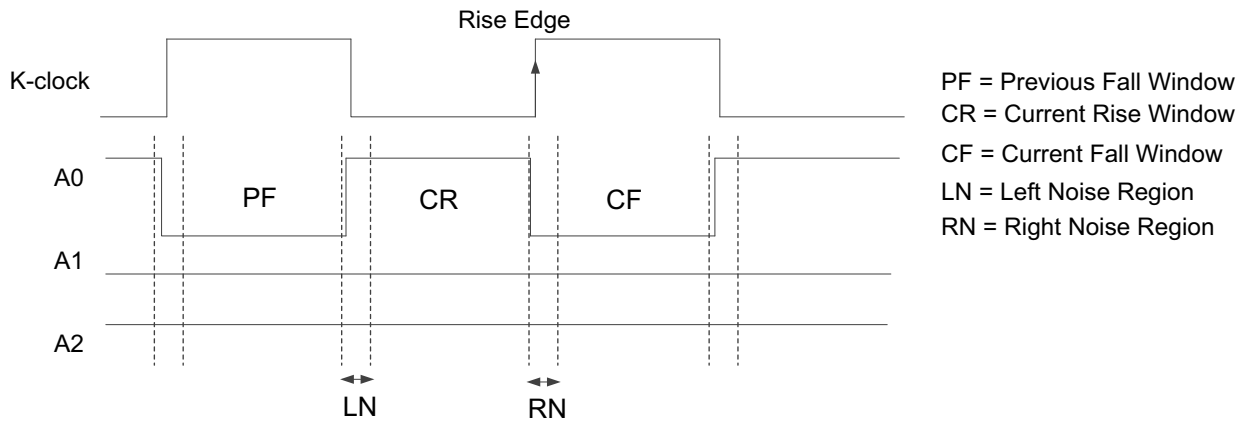 Rise Edge
K-clock
A0
PF
CR
CF
A1
A2
LN
RN
PF = Previous Fall Window
CR = Current Rise Window
CF = Current Fall Window
LN = Left Noise Region
RN = Right Noise Region